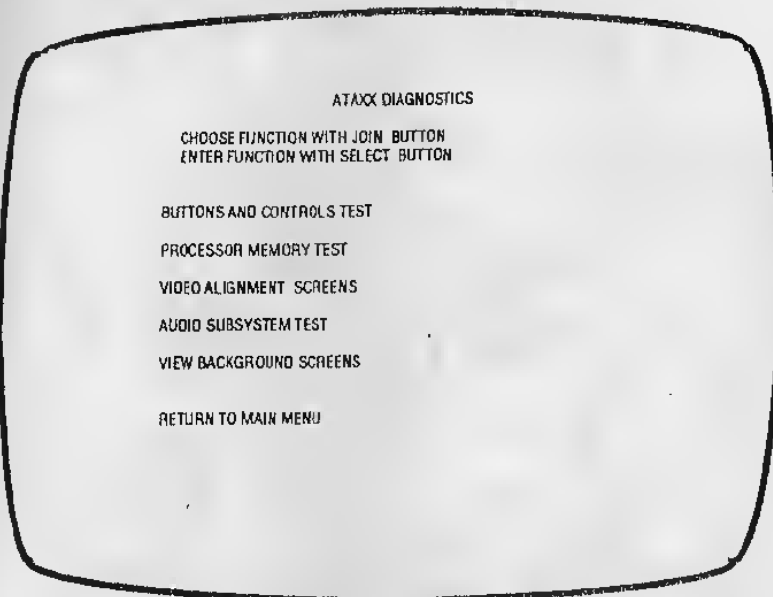 ATAXX DIAGNOSTICS
CHOOSE FUNCTION WITH JOIN BUTTON
ENTER FUNCTION WITH SELECT BUTTON
BUTTONS AND CONTROLS TEST
PROCESSOR MEMORY TEST
VIDEO ALIGNMENT SCREENS
AUDIO SUBSYSTEM TEST
VIEW BACKGROUND SCREENS
RETURN TO MAIN MENU